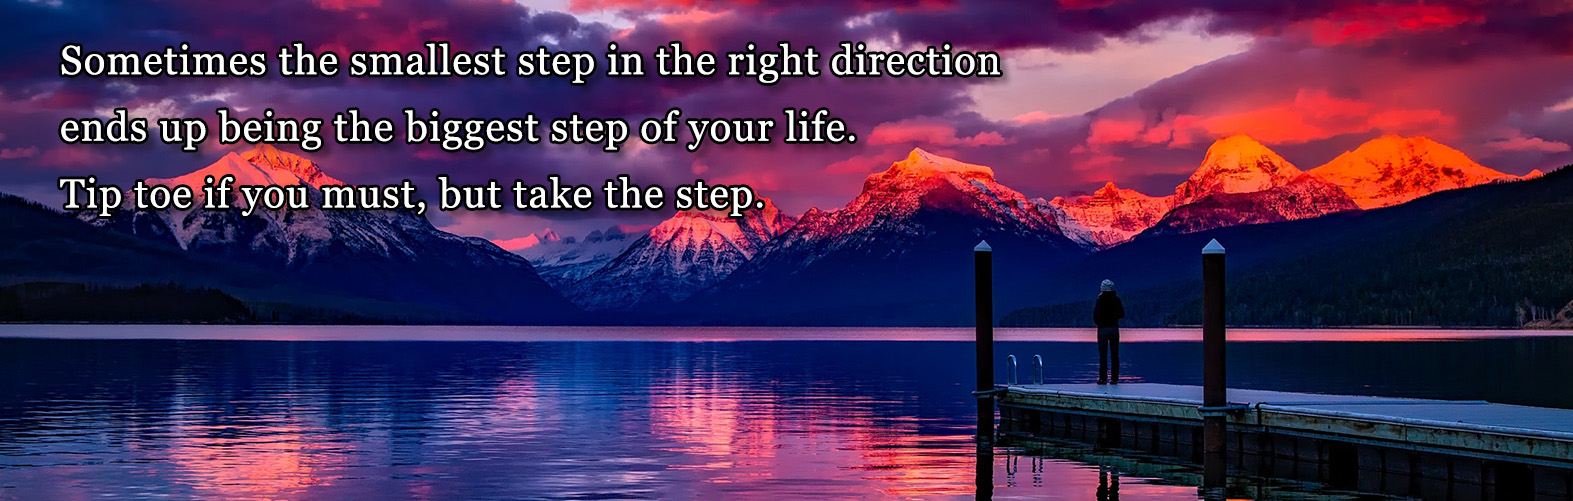 Sometimes the smallest step in the right direction
ends up being the biggest step of your life.
Tip toe if you must, but take the step.